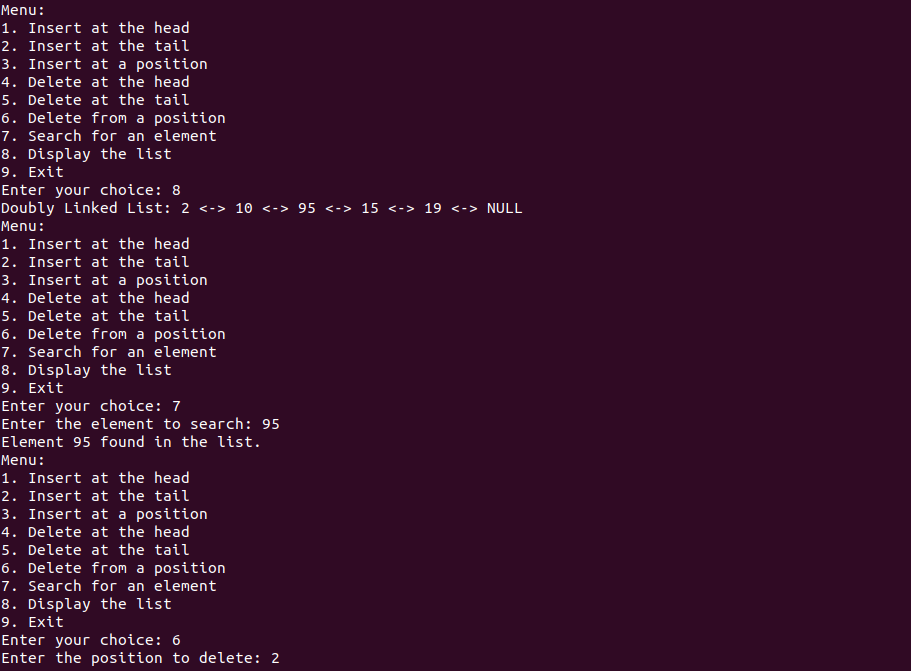 Menu:
1. Insert at the head
2. Insert at the tail
3. Insert at a position
4. Delete at the head
5. Delete at the tail
6. Delete from a position
7. Search for an element
8. Display the list
9. Exit
Enter your choice: 8
Doubly Linked List: 2 <-> 10 <-> 95 <-> 15 <-> 19 <-> NULL
Menu:
1. Insert at the head
2. Insert at the tail
3. Insert at a position
4. Delete at the head
5. Delete at the tail
6. Delete from a position
7. Search for an element
8. Display the list
9. Exit
Enter your choice: 7
Enter the element to search: 95
Element 95 found in the list.
Menu:
1. Insert at the head
2. Insert at the tail
3. Insert at a position
4. Delete at the head
5. Delete at the tail
6. Delete from a position
7. Search for an element
8. Display the list
9. Exit
Enter your choice: 6
Enter the position to delete: 2